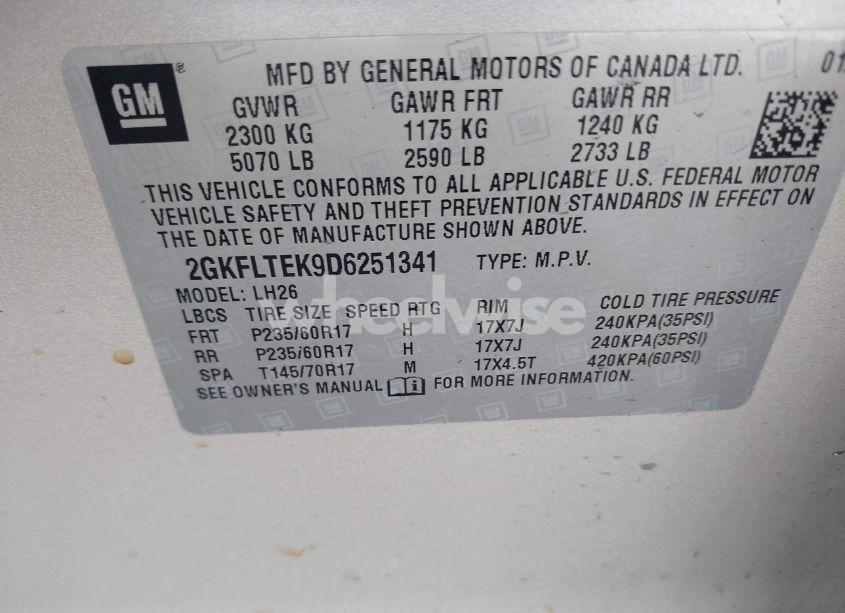 GM
®
MFD BY GENERAL MOTORS OF CANADA LTD. 01
GVWR GAWR FRT GAWR RR
2300 KG 1175 KG 1240 KG
5070 LB 2590 LB 2733 LB
THIS VEHICLE CONFORMS TO ALL APPLICABLE U.S. FEDERAL MOTOR
VEHICLE SAFETY AND THEFT PREVENTION STANDARDS IN EFFECT ON
THE DATE OF MANUFACTURE SHOWN ABOVE.
2GKFLTEK9D6251341 TYPE: M.P.V.
MODEL: LH26
LBCS TIRE SIZE SPEED RTG RIM COLD TIRE PRESSURE
FRT P235/60R17 H 17X7J 240KPA(35PSI)
RR P235/60R17 H 17X7J 240KPA(35PSI)
SPA T145/70R17 M 17X4.5T 420KPA(60PSI)
SEE OWNER'S MANUAL FOR MORE INFORMATION.
wheelwise